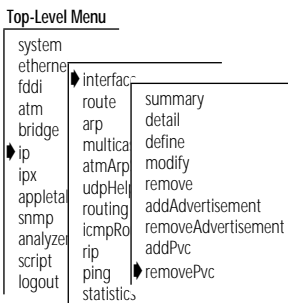 Top-Level Menu
system
etherne
fddi
atm
bridge
ip
ipx
appletal
snmp
analyzer
script
logout
interfac
route
arp
multica
atmArp
udpHel
routing
icmpRo
rip
ping
statistics
summary
detail
define
modify
remove
addAdvertisement
removeAdvertisement
addPvc
removePvc